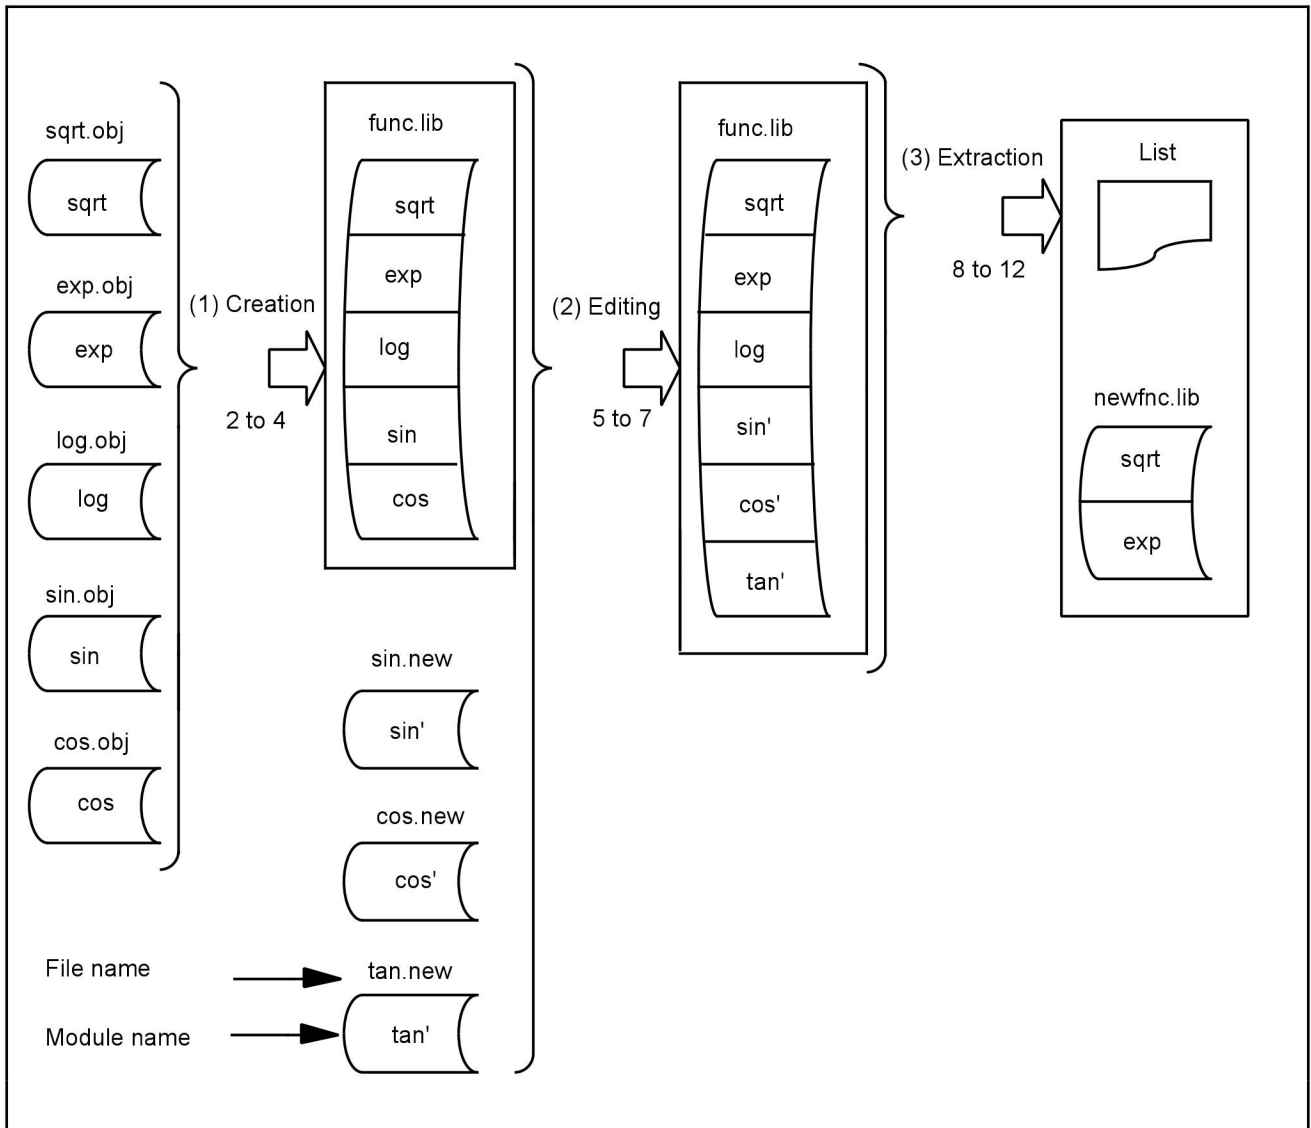 sqrt.obj
sqrt
exp.obj
exp
log.obj
log
sin.obj
sin
cos.obj
cos
(1) Creation
2 to 4
func.lib
sqrt
exp
log
sin
cos
sin.new
sin'
cos.new
cos'
File name
tan.new
Module name
tan'
(2) Editing
5 to 7
func.lib
sqrt
exp
log
sin'
cos'
tan'
(3) Extraction
8 to 12
List
newfnc.lib
sqrt
exp